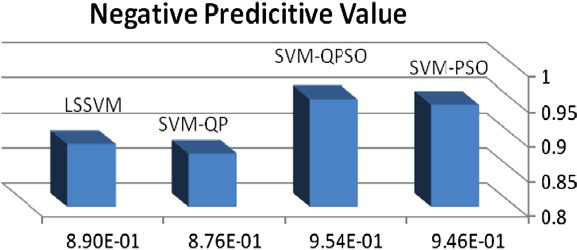 Negative Predicitive Value
SVM-QPSO
SVM-PSO
LSSVM
SVM-QP
1
0.95
0.9
0.85
0.8
8.90E-01 8.76E-01 9.54E-01 9.46E-01